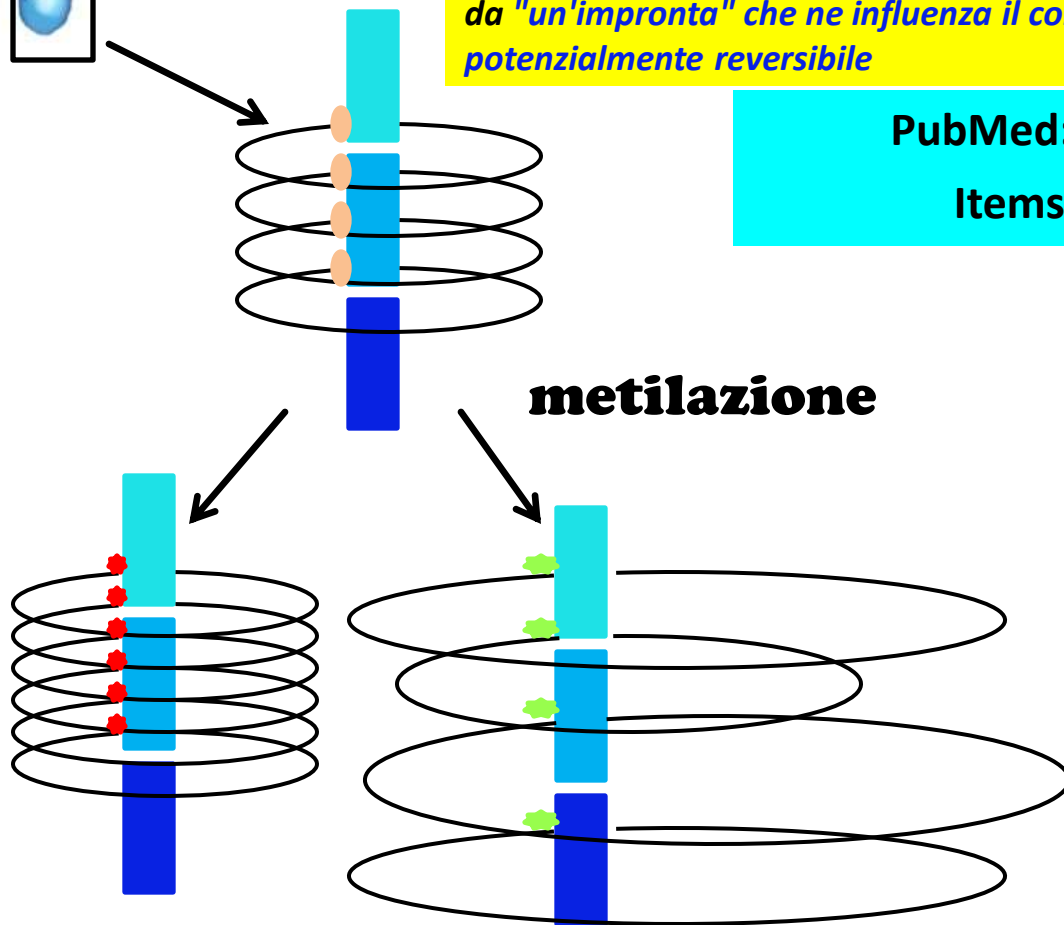 da "un'impronta" che ne influenza il co
potenzialmente reversibile
PubMed:
Items
metilazione